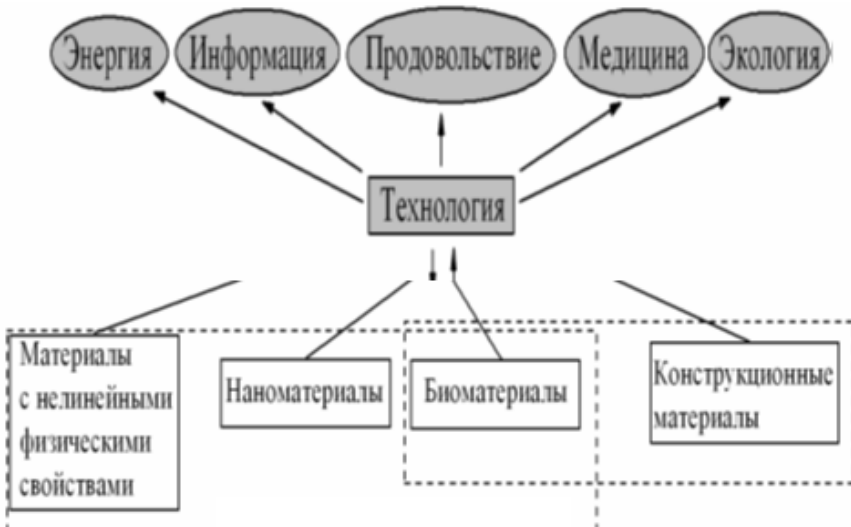 Энергия
Информация
Продовольствие
Медицина
Экология
Технология
Материалы
с нелинейными
физическими
свойствами
Наноматериалы
Биоматериалы
Конструкционные
материалы